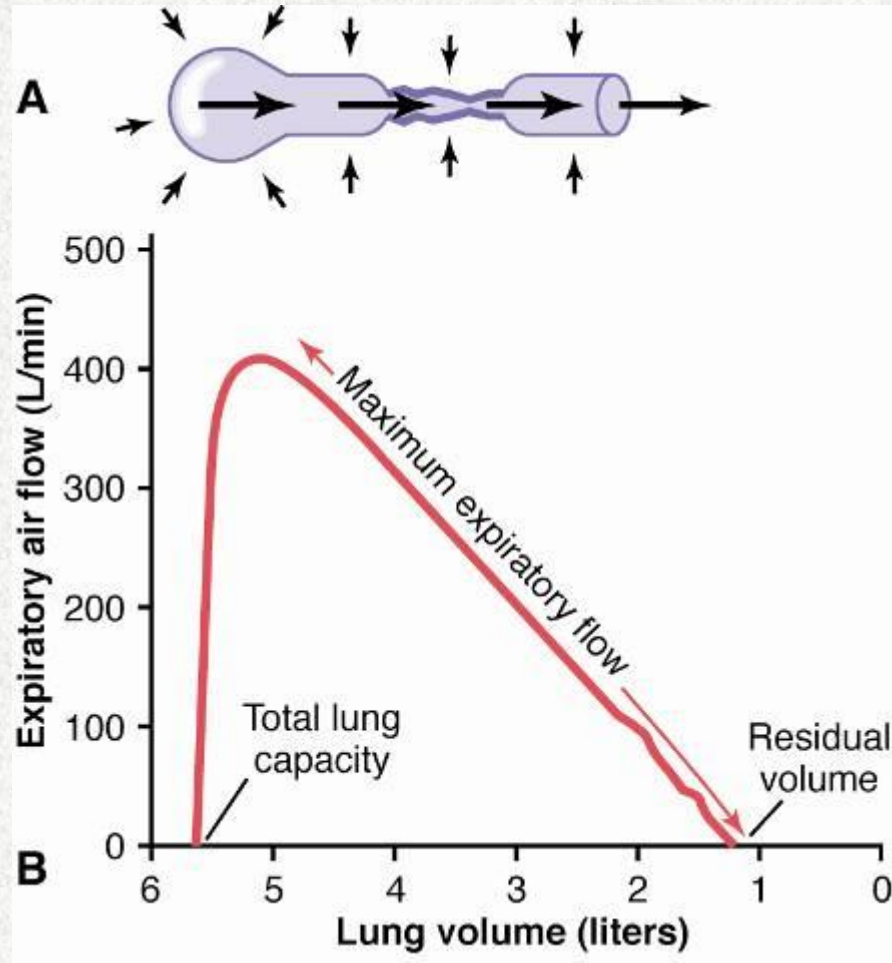 A
500
400
300
200
100
0
Expiratory air flow (L/min)
Maximum expiratory flow
Total lung
capacity
Residual
volume
B
6 5 4 3 2 1 0
Lung volume (liters)